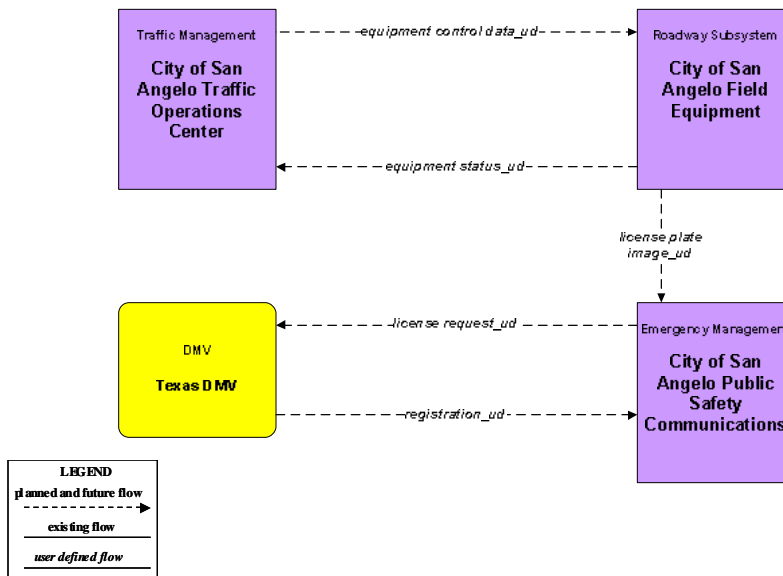 Traffic Management
City of San
Angelo Traffic
Operations
Center
equipment control data_ud
Roadway Subsystem
City of San
Angelo Field
Equipment
equipment status_ud
license plate
image_ud
DMV
Texas DMV
license request_ud
registration_ud
Emergency Management
City of San
Angelo Public
Safety
Communications
LEGEND
planned and future flow
existing flow
user defined flow